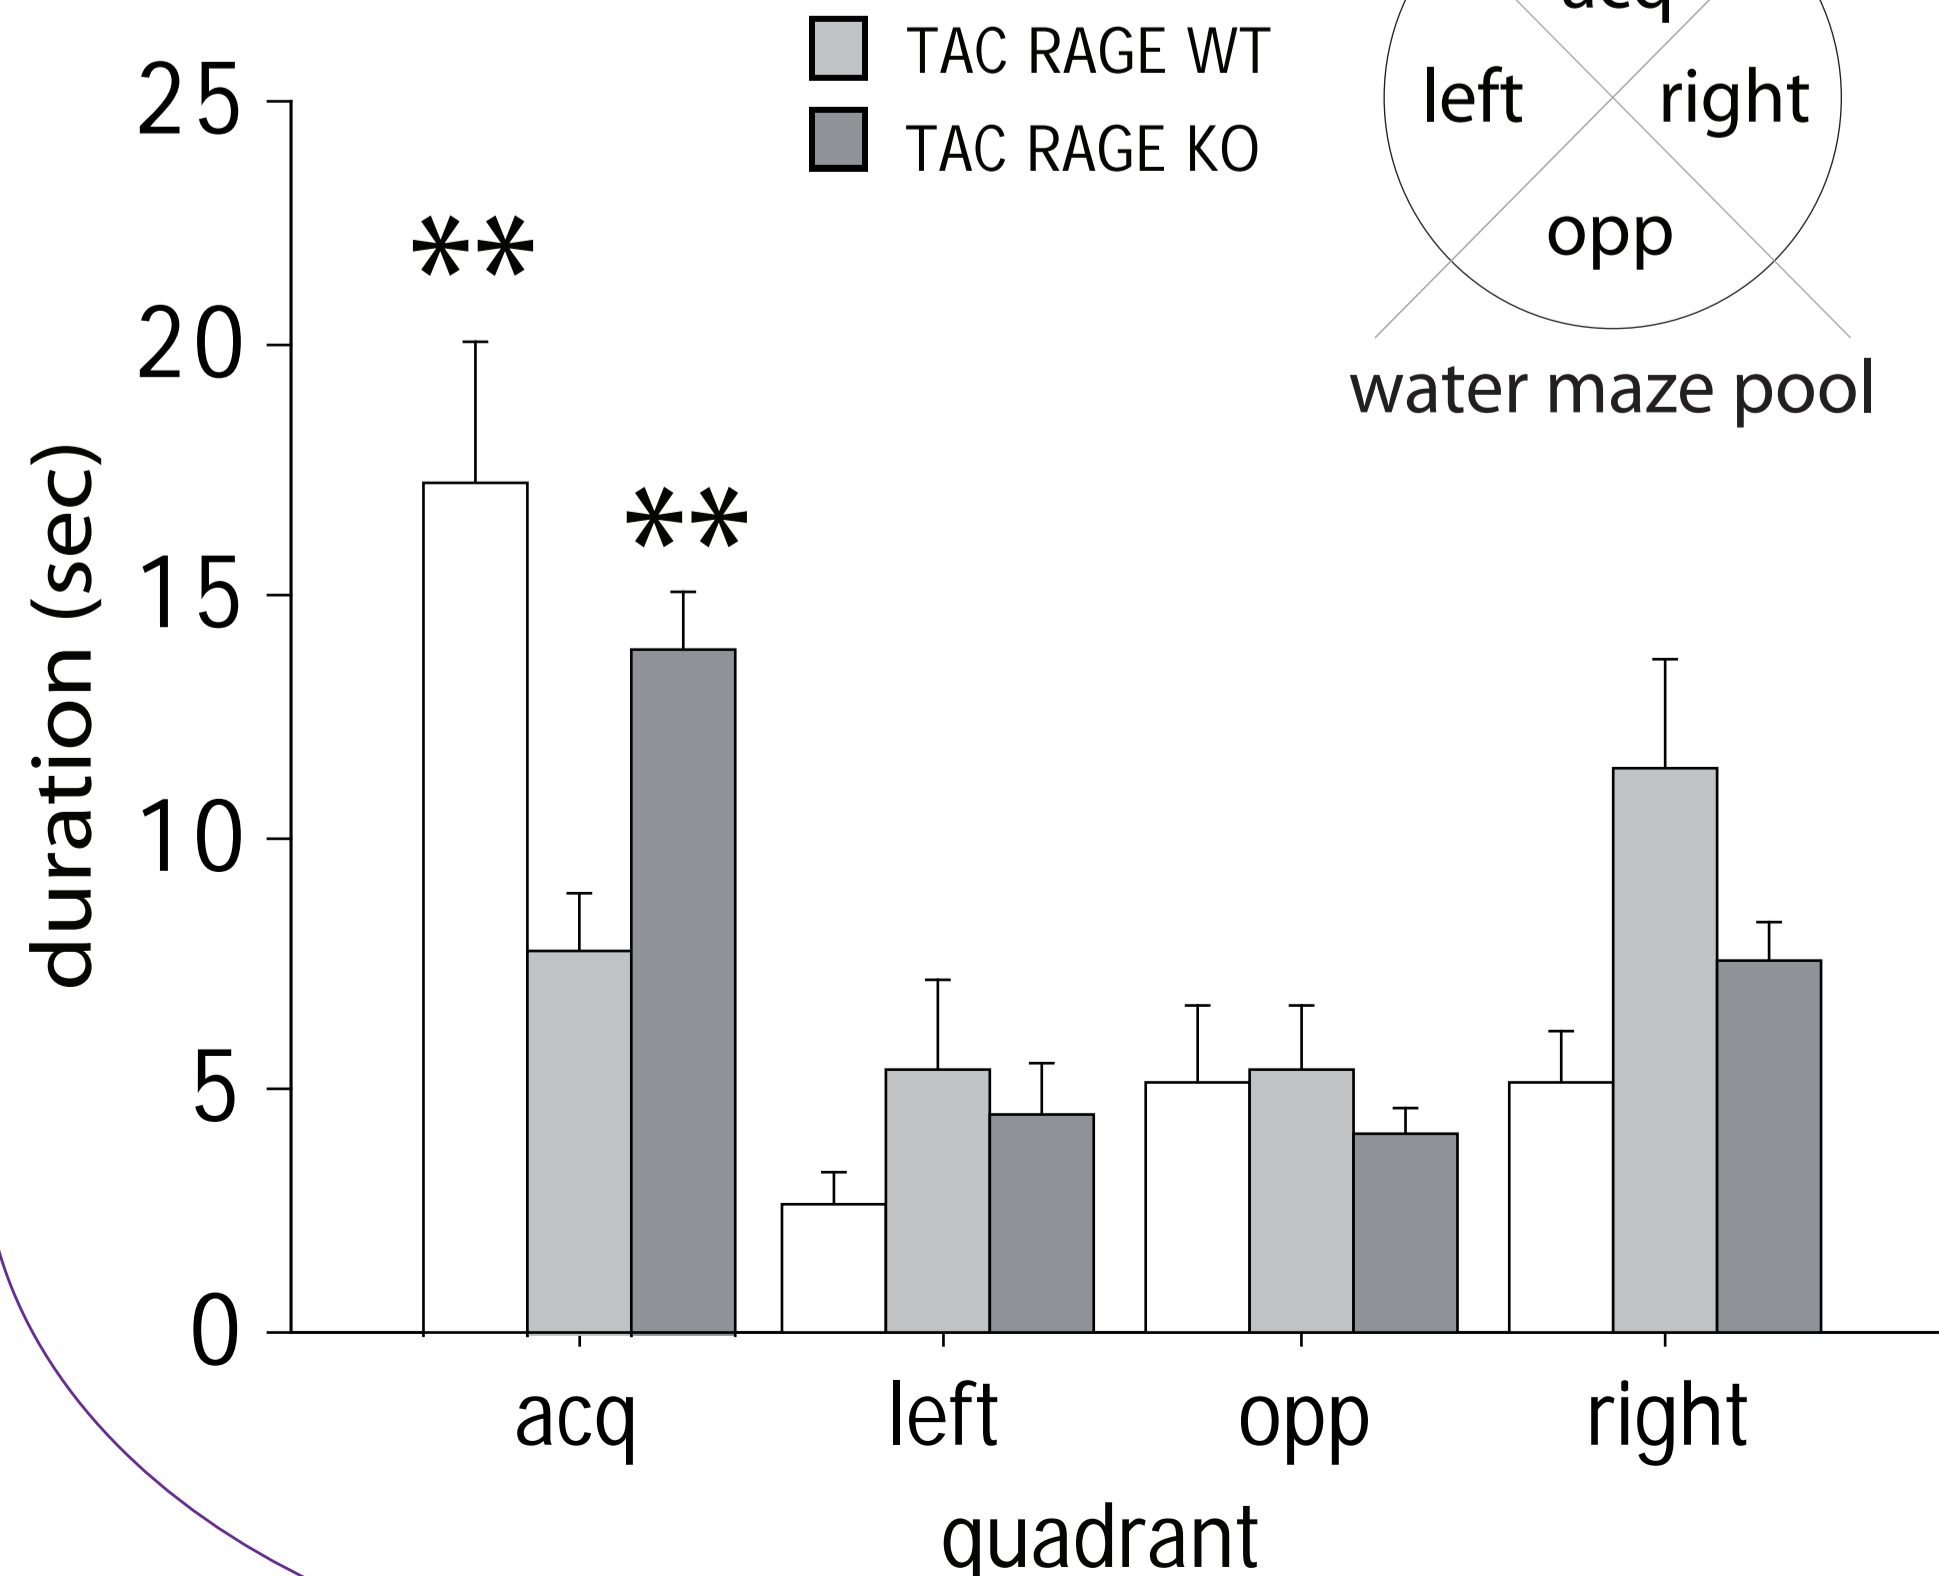 TAC RAGE WT
TAC RAGE KO
acq
left right
opp
water maze pool
duration (sec)
25
20
15
10
5
0
**
**
acq left opp right
quadrant